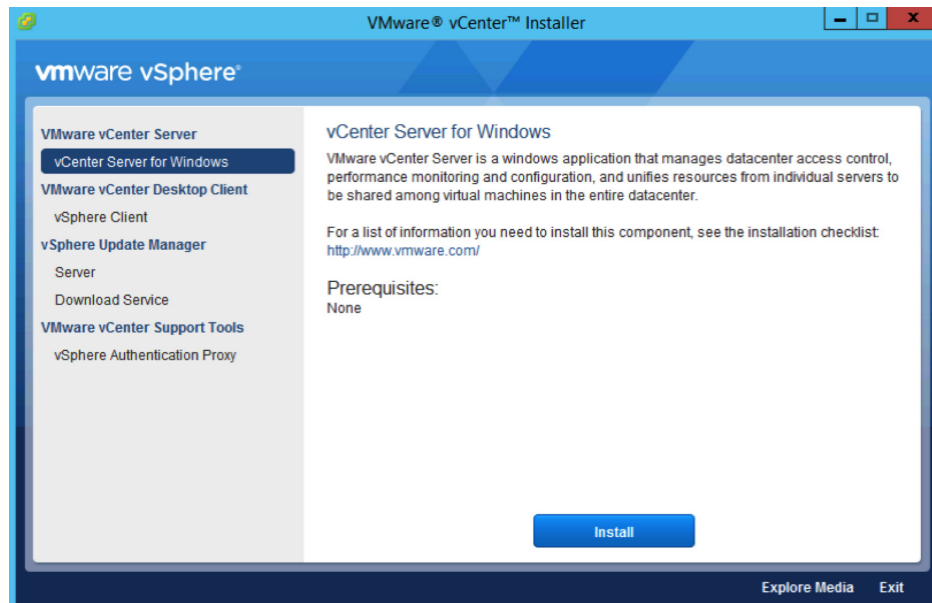 VMware® vCenter™ Installer
vmware vSphere®
VMware vCenter Server
vCenter Server for Windows
VMware vCenter Desktop Client
vSphere Client
vSphere Update Manager
Server
Download Service
VMware vCenter Support Tools
vSphere Authentication Proxy
vCenter Server for Windows
VMware vCenter Server is a windows application that manages datacenter access control,
performance monitoring and configuration, and unifies resources from individual servers to
be shared among virtual machines in the entire datacenter.
For a list of information you need to install this component, see the installation checklist:
http://www.vmware.com/
Prerequisites:
None
Install
Explore Media Exit